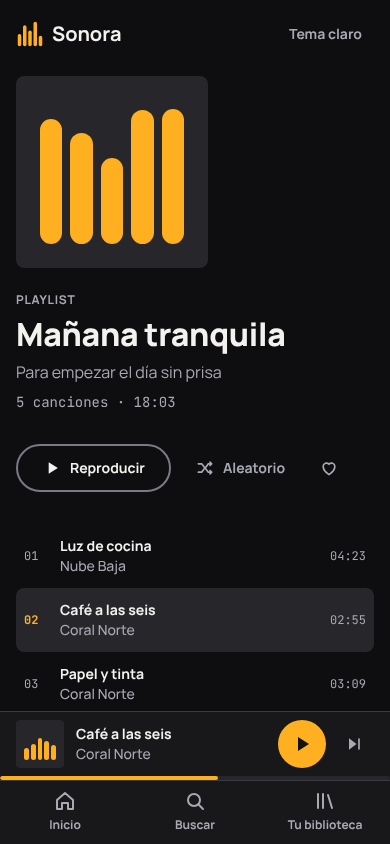 Sonora
Tema claro
PLAYLIST
Mañana tranquila
Para empezar el día sin prisa
5 canciones · 18:03
Reproducir
Aleatorio
01
Luz de cocina
Nube Baja
04:23
02
Café a las seis
Coral Norte
02:55
03
Papel y tinta
Coral Norte
03:09
Café a las seis
Coral Norte
Inicio
Buscar
Tu biblioteca